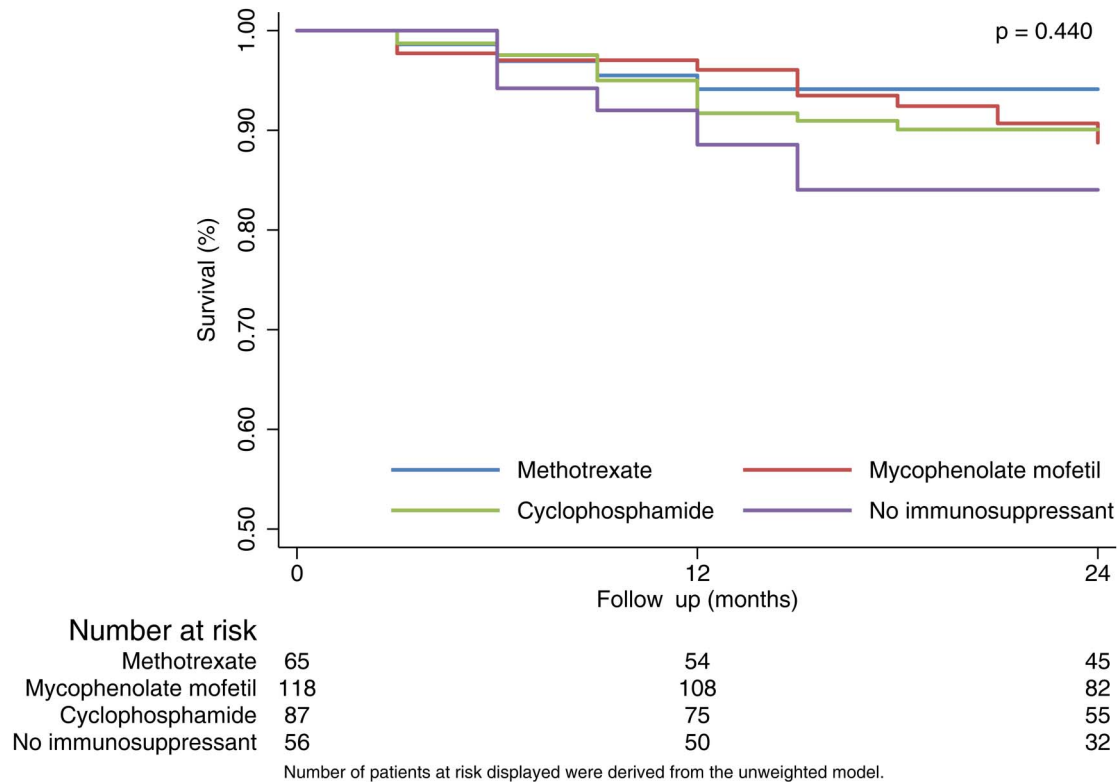 p = 0.440
1.00
0.90
0.80
0.70
0.60
0.50
Survival (%)
Methotrexate
Mycophenolate mofetil
Cyclophosphamide
No immunosuppressant
0 12 24
Follow up (months)
Number at risk
Methotrexate 65 54 45
Mycophenolate mofetil 118 108 82
Cyclophosphamide 87 75 55
No immunosuppressant 56 50 32
Number of patients at risk displayed were derived from the unweighted model.